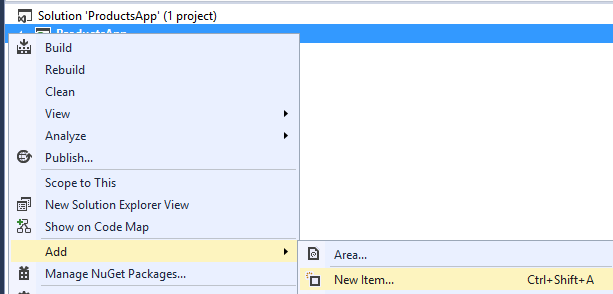 Solution 'ProductsApp' (1 project)
ProductsApp
Build
Rebuild
Clean
View
Analyze
Publish...
Scope to This
New Solution Explorer View
Show on Code Map
Add
Area...
Manage NuGet Packages...
New Item... Ctrl+Shift+A